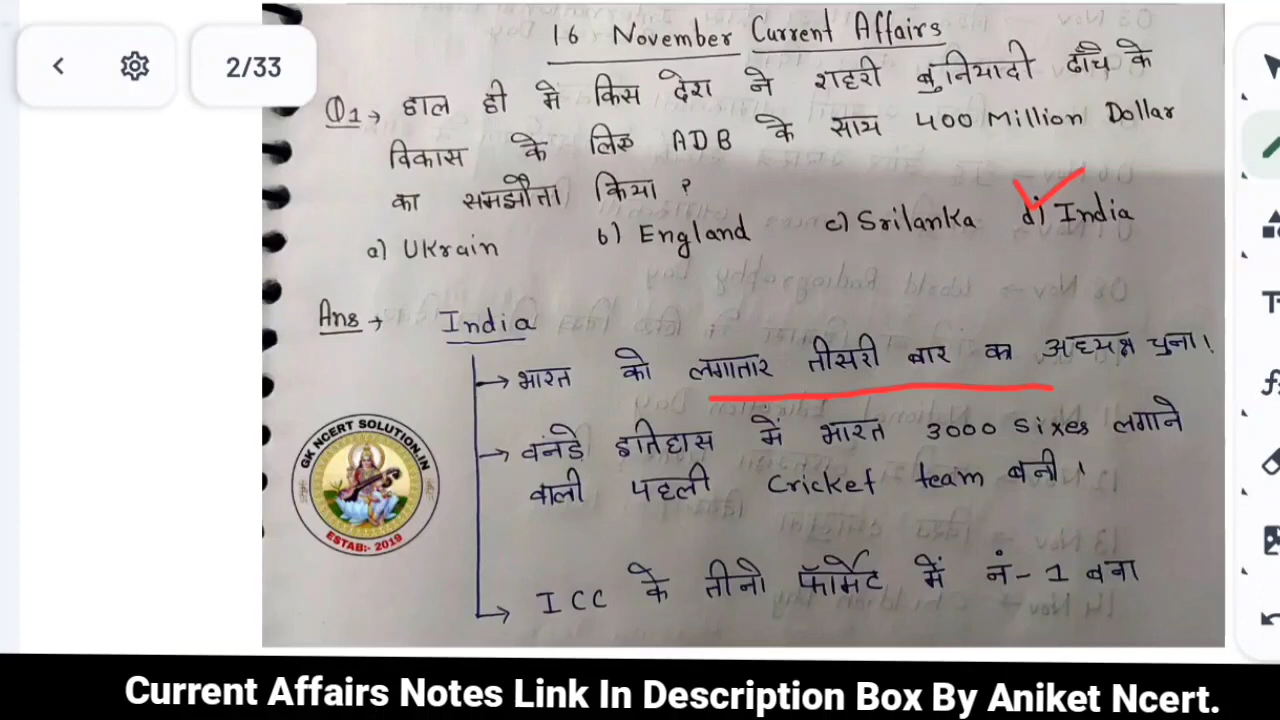 2/33
16 November Current Affairs
Q1→ हाल ही मे किस देश ने शहरी बुनियादी ढाँचे के
विकास के लिए ADB के साथ 400 Million Dollar
का समझौता किया ?
a) UKrain b) England c) Srilanka d) India
Ans → India
→ भारत को लगातार तीसरी बार का अध्यक्ष चुना।
→ वनडे इतिहास में भारत 3000 sixes लगाने
वाली पहली Cricket team बनी।
→ ICC के तीनो फॉर्मेट में नं-1 बना
GK NCERT SOLUTION.IN
ESTAB:- 2019
Current Affairs Notes Link In Description Box By Aniket Ncert.